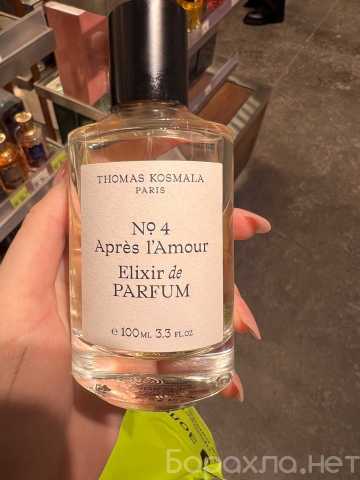 THOMAS KOSMALA
PARIS
Nº 4
Après l'Amour
Elixir de
PARFUM
e 100ML 3.3 FL.OZ
Барахла.нет